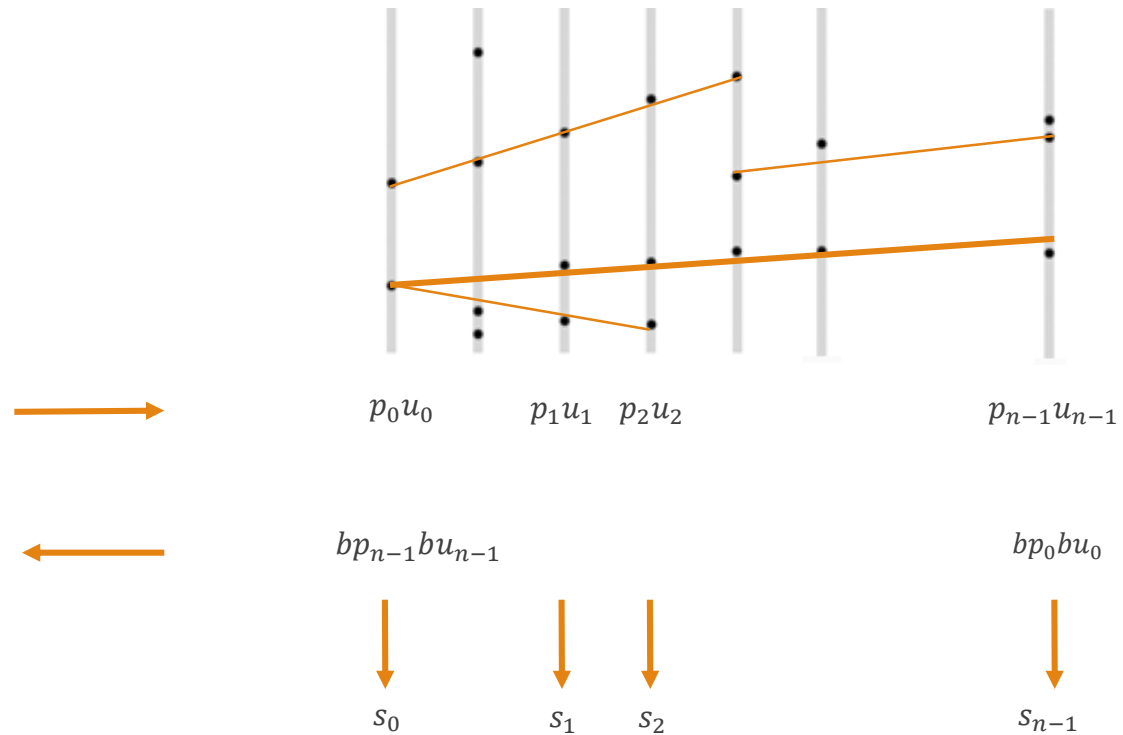 p₀u₀ p₁u₁ p₂u₂ pₙ₋₁uₙ₋₁
bpₙ₋₁buₙ₋₁ bp₀bu₀
s₀ s₁ s₂ sₙ₋₁